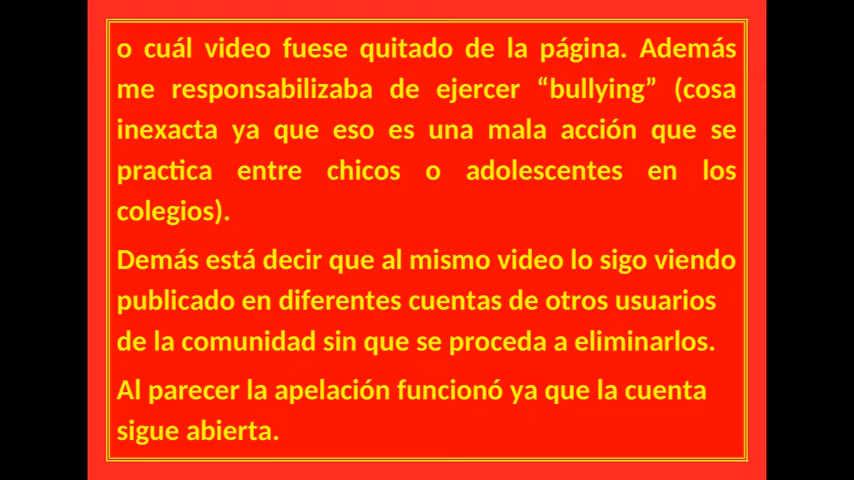 o cuál video fuese quitado de la página. Además
me responsabilizaba de ejercer “bullying” (cosa
inexacta ya que eso es una mala acción que se
practica entre chicos o adolescentes en los
colegios).
Demás está decir que al mismo video lo sigo viendo
publicado en diferentes cuentas de otros usuarios
de la comunidad sin que se proceda a eliminarlos.
Al parecer la apelación funcionó ya que la cuenta
sigue abierta.